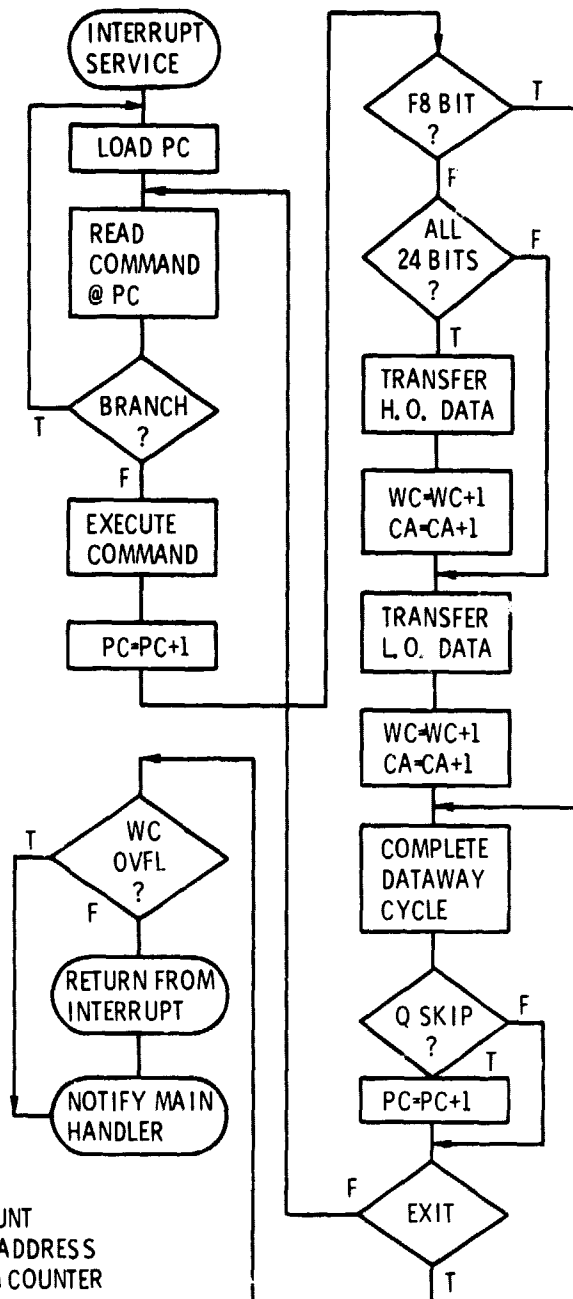 INTERRUPT
SERVICE
LOAD PC
READ
COMMAND
@ PC
BRANCH
?
T
F
EXECUTE
COMMAND
PC=PC+1
F8 BIT
?
T
F
ALL
24 BITS
?
F
T
TRANSFER
H.O. DATA
WC=WC+1
CA=CA+1
TRANSFER
L.O. DATA
WC=WC+1
CA=CA+1
COMPLETE
DATAWAY
CYCLE
Q SKIP
?
F
T
PC=PC+1
EXIT
F
T
WC
OVFL
?
T
F
RETURN FROM
INTERRUPT
NOTIFY MAIN
HANDLER
ADDRESS
COUNTER